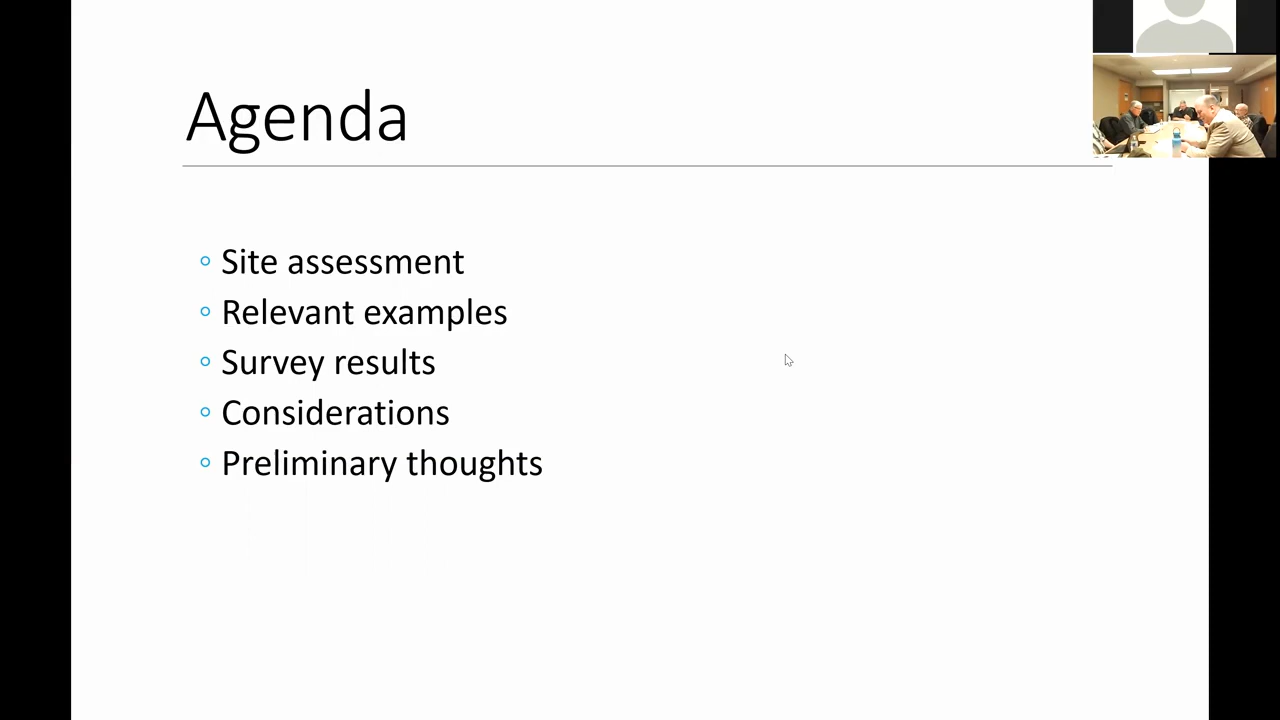 Agenda
Site assessment
Relevant examples
Survey results
Considerations
Preliminary thoughts